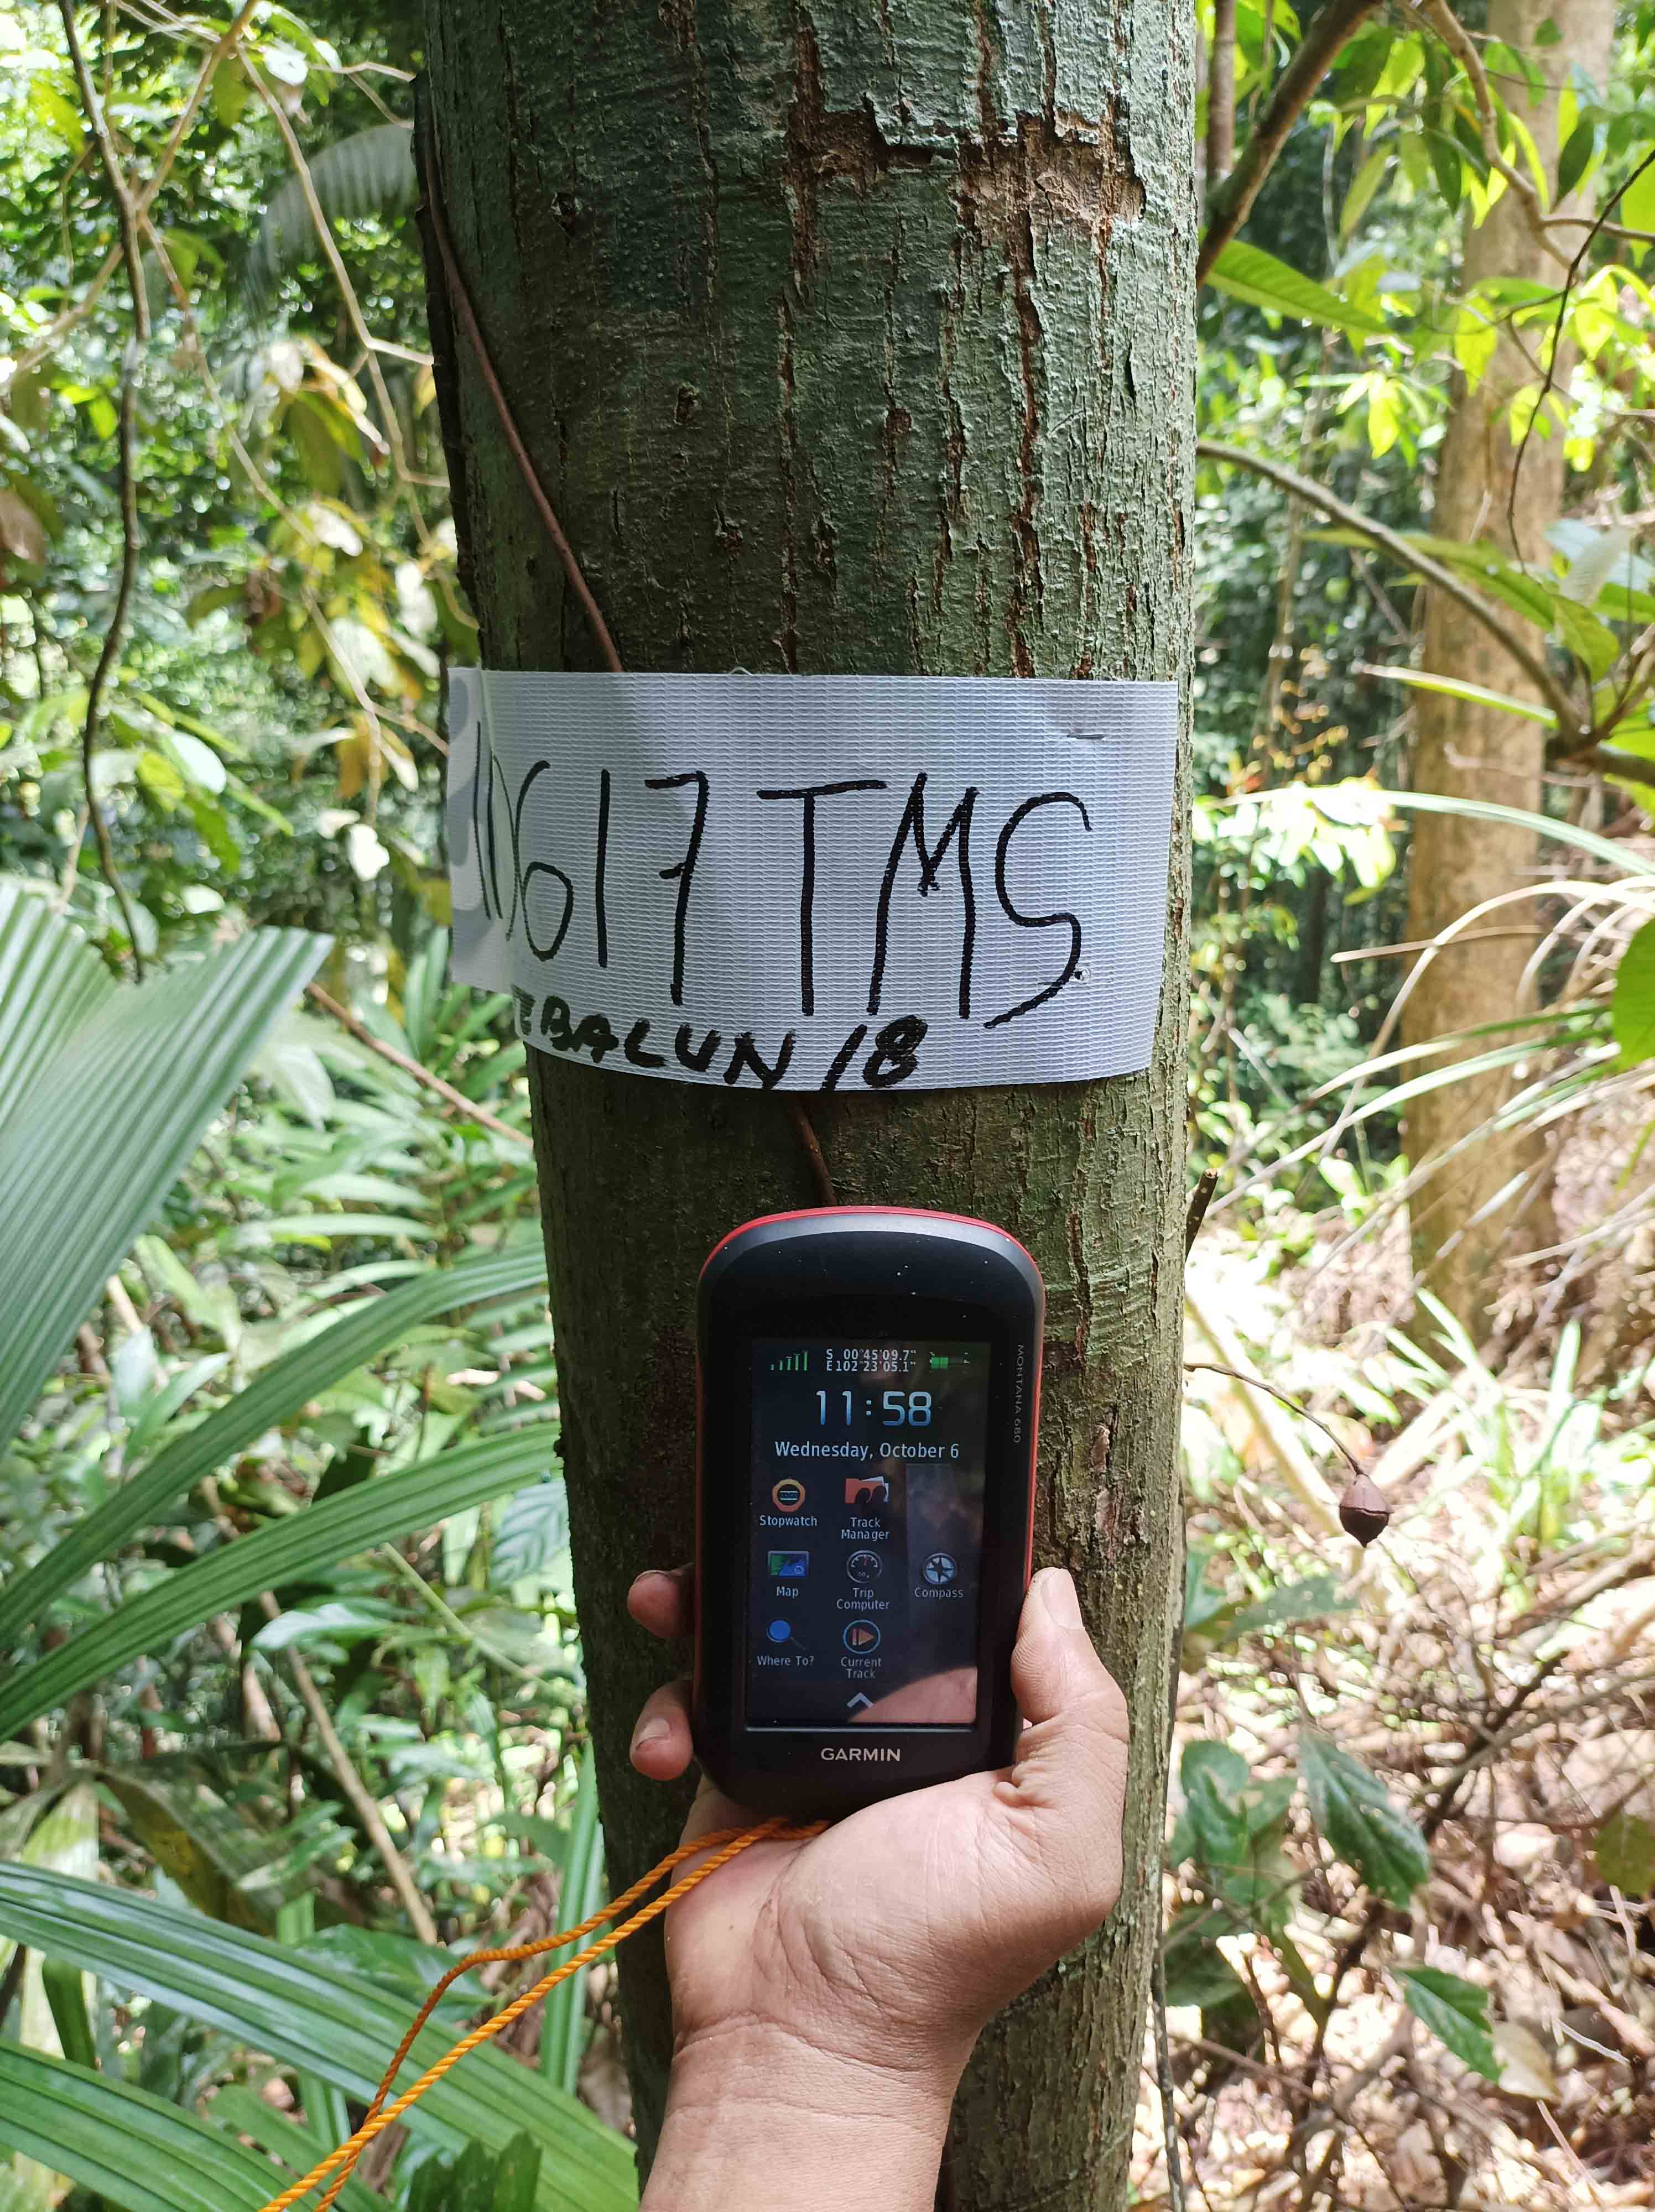 617 TMS
BALUN /18
MONTANA 680
S 00°45'09.7"
E 102°23'05.1"
11:58
Wednesday, October 6
Stopwatch
Track
Manager
Map
Trip
Computer
Compass
Where To?
Current
Track
GARMIN